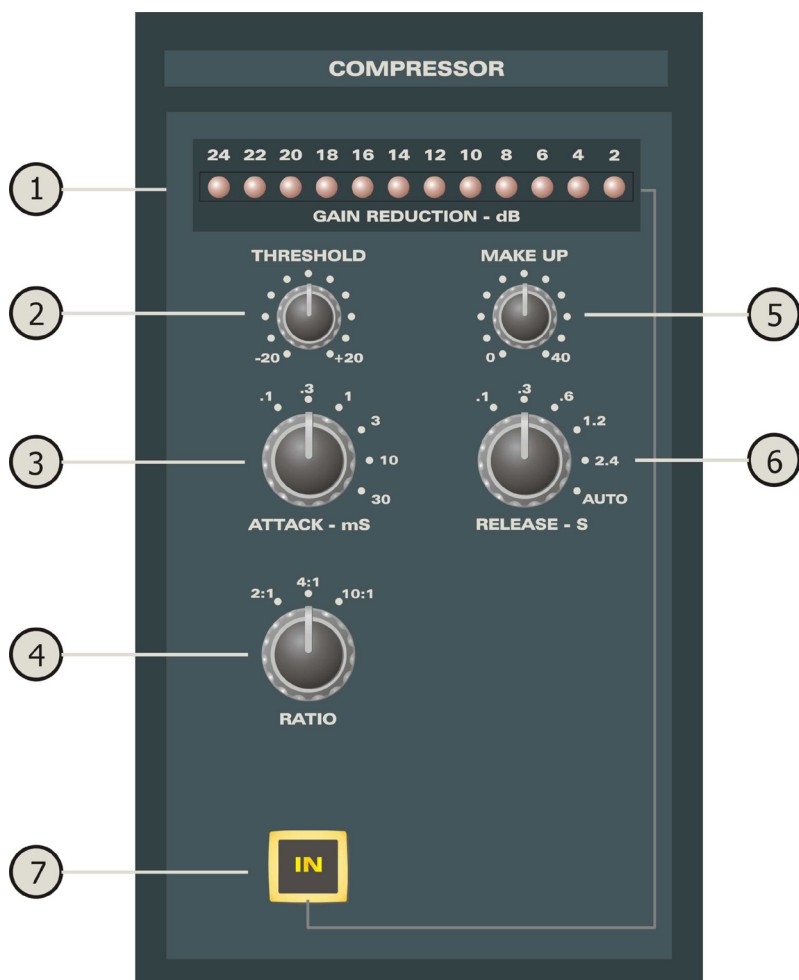 COMPRESSOR
24 22 20 18 16 14 12 10 8 6 4 2
1
GAIN REDUCTION - dB
THRESHOLD MAKE UP
2
5
-20 +20 0 40
.1 .3 1 3 10 30
.1 .3 .6 1.2 2.4 AUTO
3
6
ATTACK - mS RELEASE - S
2:1 4:1 10:1
4
RATIO
7
IN